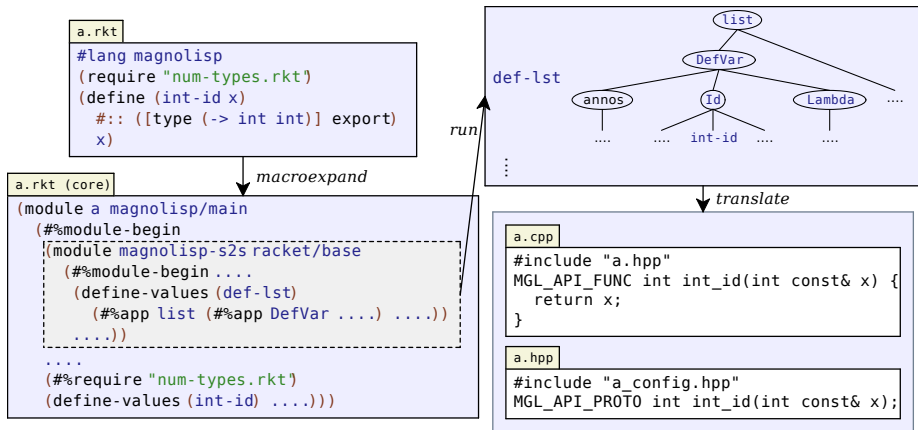 a.rkt
#lang magnolisp
(require "num-types.rkt")
(define (int-id x)
#:: ([type (-> int int)] export)
x)
macroexpand
a.rkt (core)
(module a magnolisp/main
(#%module-begin
(module magnolisp-s2s racket/base
(#%module-begin ....
(define-values (def-lst)
(#%app list (#%app DefVar ....) ....))
....))
....
(#%require "num-types.rkt")
(define-values (int-id) ....)))
run
def-lst
list
DefVar
annos
Id
Lambda
....
....
....
int-id
....
....
⋮
translate
a.cpp
#include "a.hpp"
MGL_API_FUNC int int_id(int const& x) {
return x;
}
a.hpp
#include "a_config.hpp"
MGL_API_PROTO int int_id(int const& x);